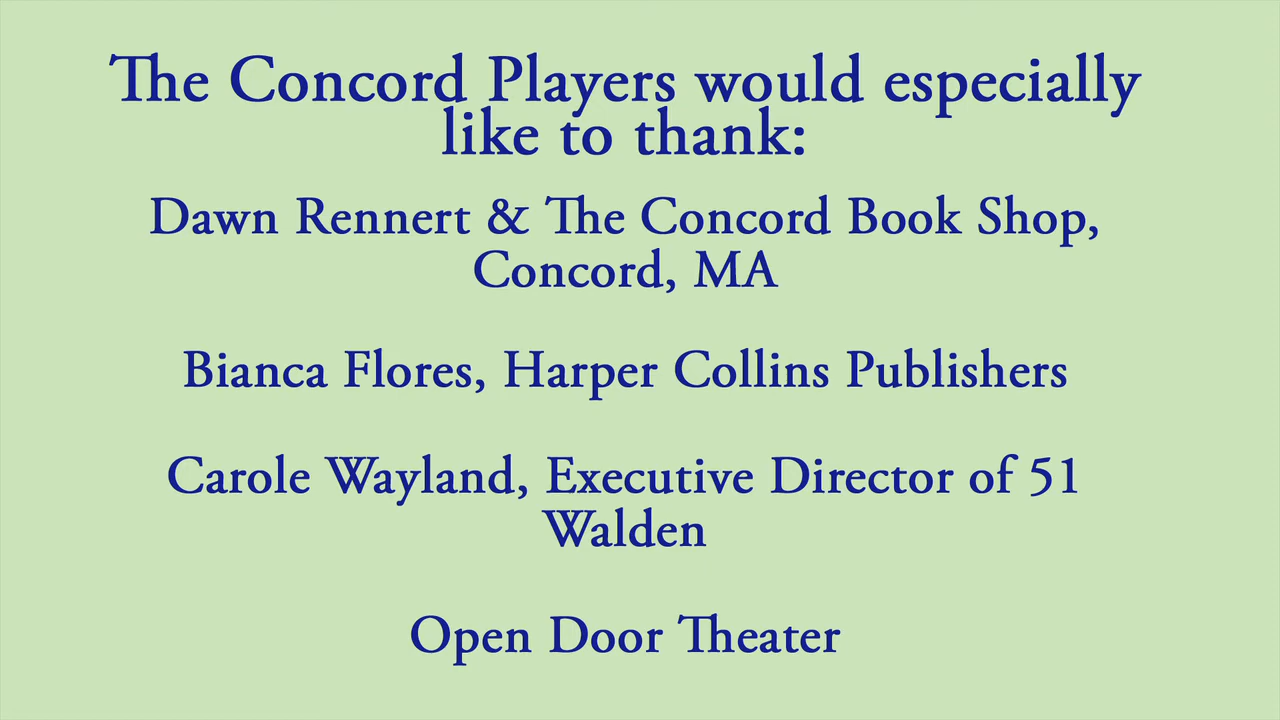 The Concord Players would especially
like to thank:
Dawn Rennert & The Concord Book Shop,
Concord, MA
Bianca Flores, Harper Collins Publishers
Carole Wayland, Executive Director of 51
Walden
Open Door Theater